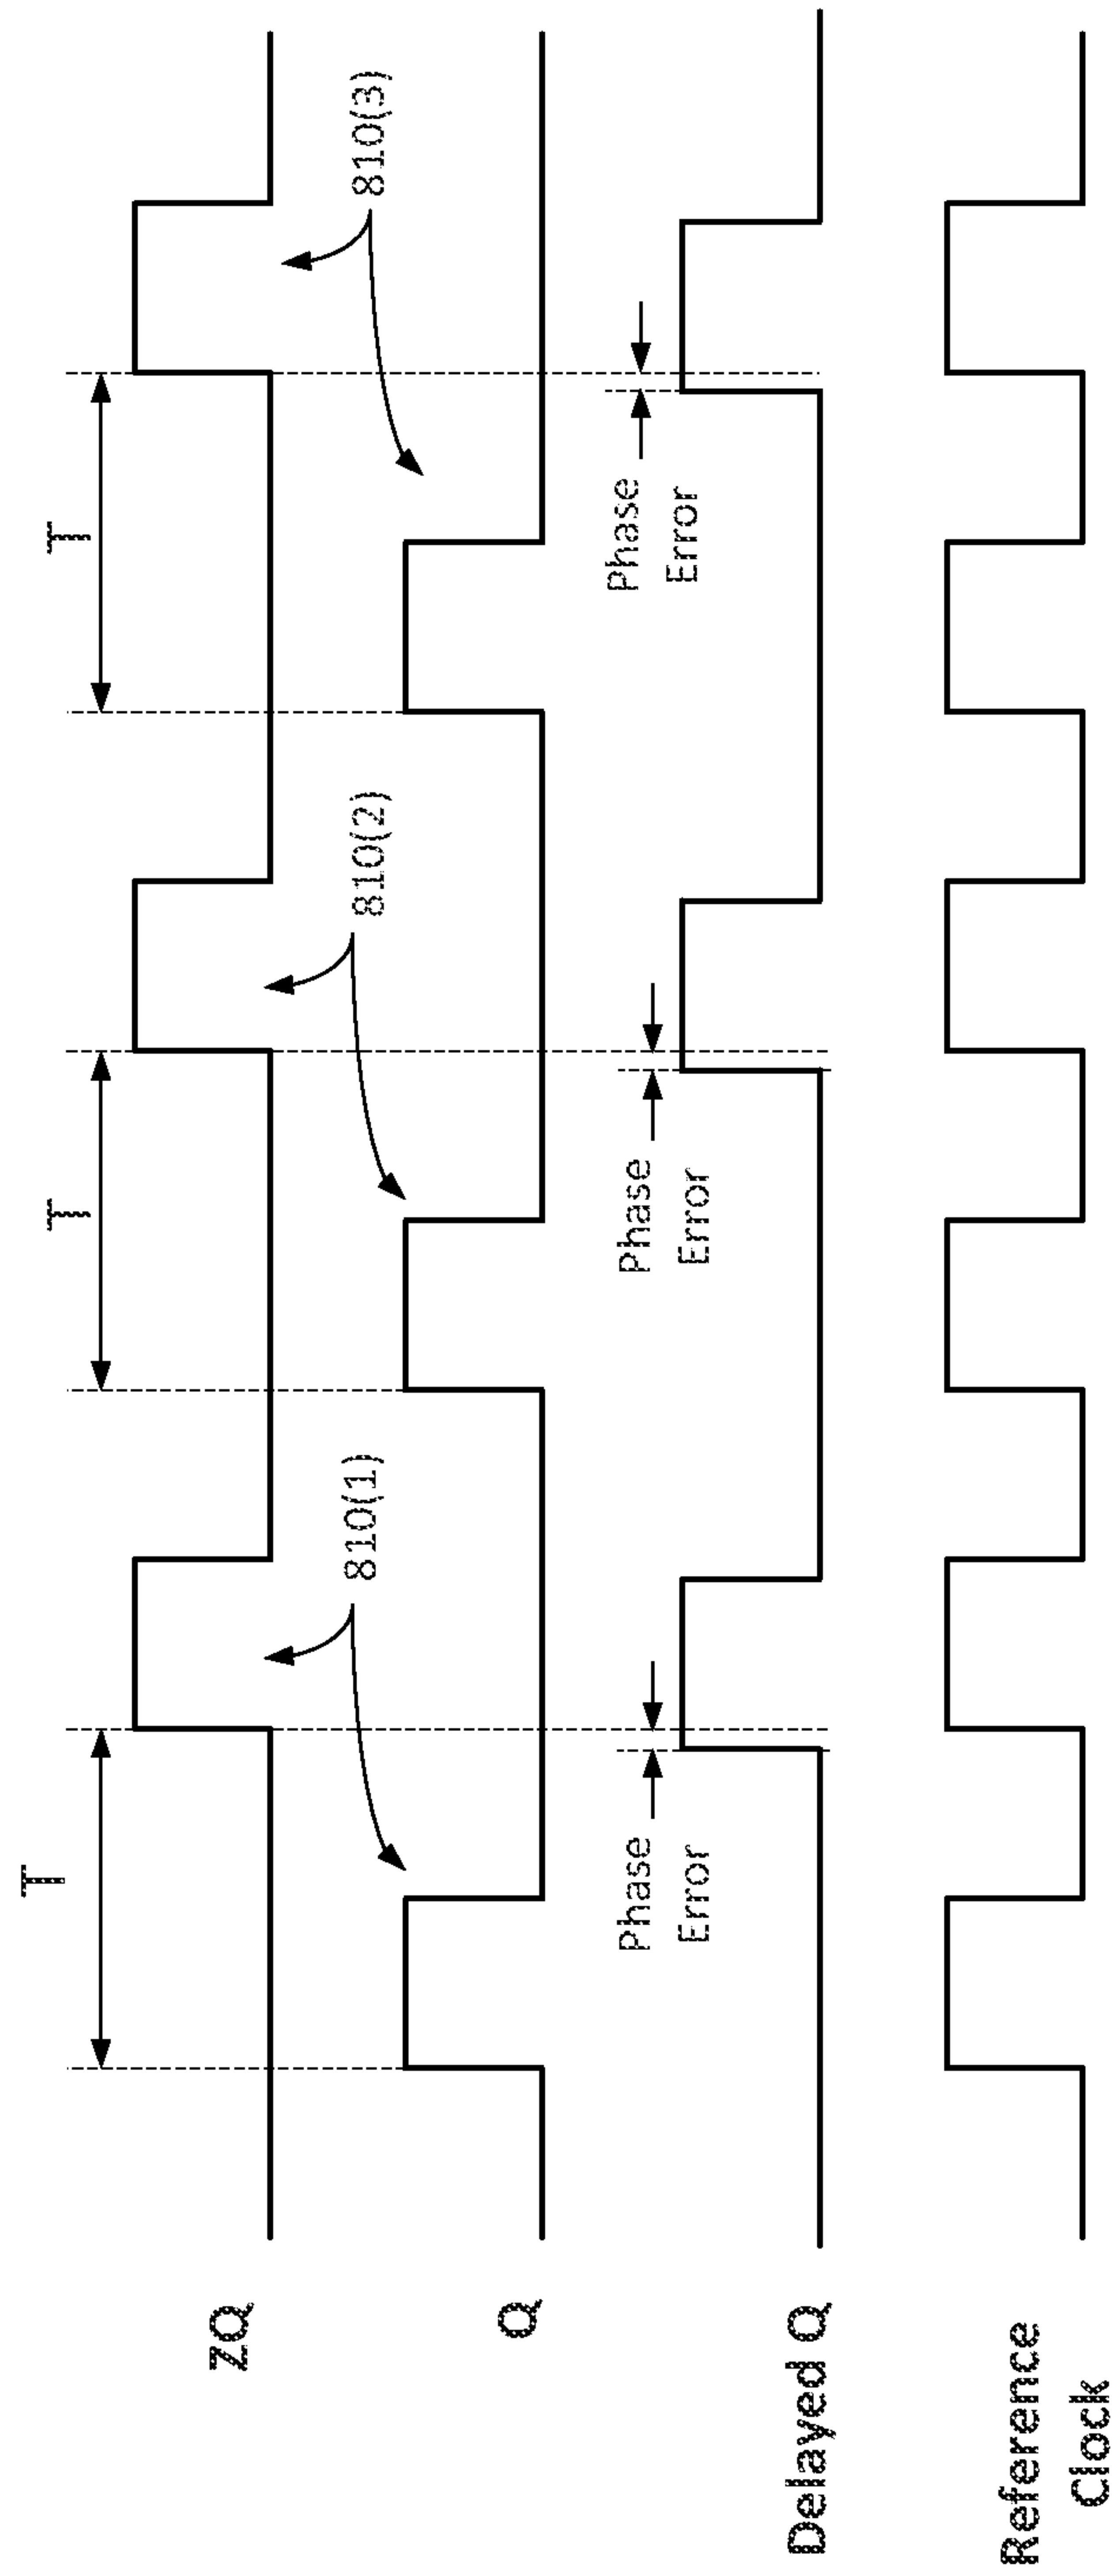 T
T
T
ZQ
810(1)
810(2)
810(3)
Q
Phase
Error
Phase
Error
Phase
Error
Delayed Q
Reference
Clock